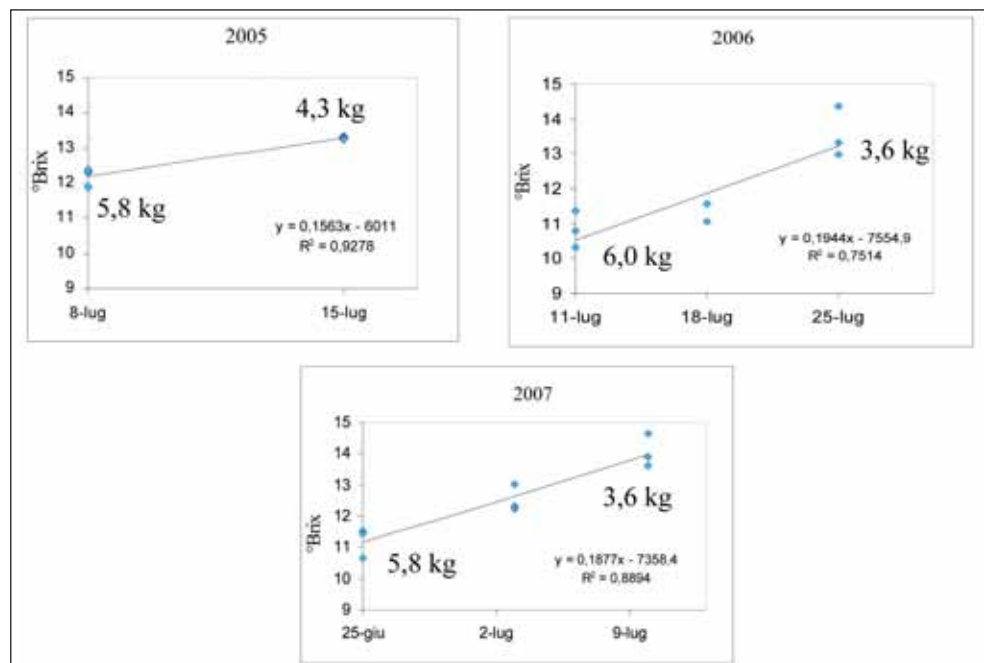 2005
15
14
13
12
11
10
9
°Brix
4,3 kg
5,8 kg
y = 0,1563x - 6011
R² = 0,9278
8-lug
15-lug
2006
15
14
13
12
11
10
9
°Brix
3,6 kg
6,0 kg
y = 0,1944x - 7554,9
R² = 0,7514
11-lug
18-lug
25-lug
2007
15
14
13
12
11
10
9
°Brix
3,6 kg
5,8 kg
y = 0,1877x - 7358,4
R² = 0,8894
25-giu
2-lug
9-lug